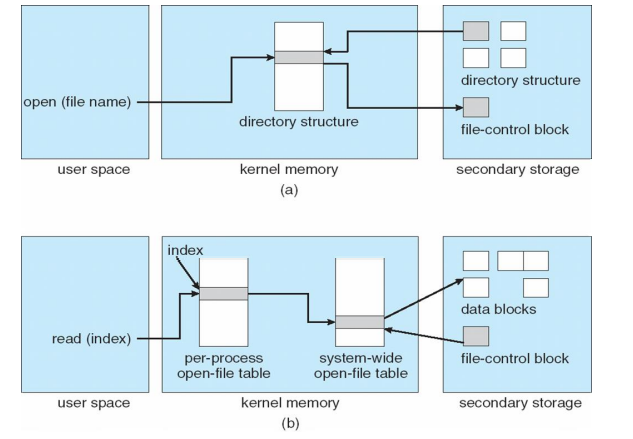 open (file name)
directory structure
directory structure
file-control block
user space
kernel memory
secondary storage
(a)
index
read (index)
per-process
open-file table
system-wide
open-file table
data blocks
file-control block
user space
kernel memory
secondary storage
(b)